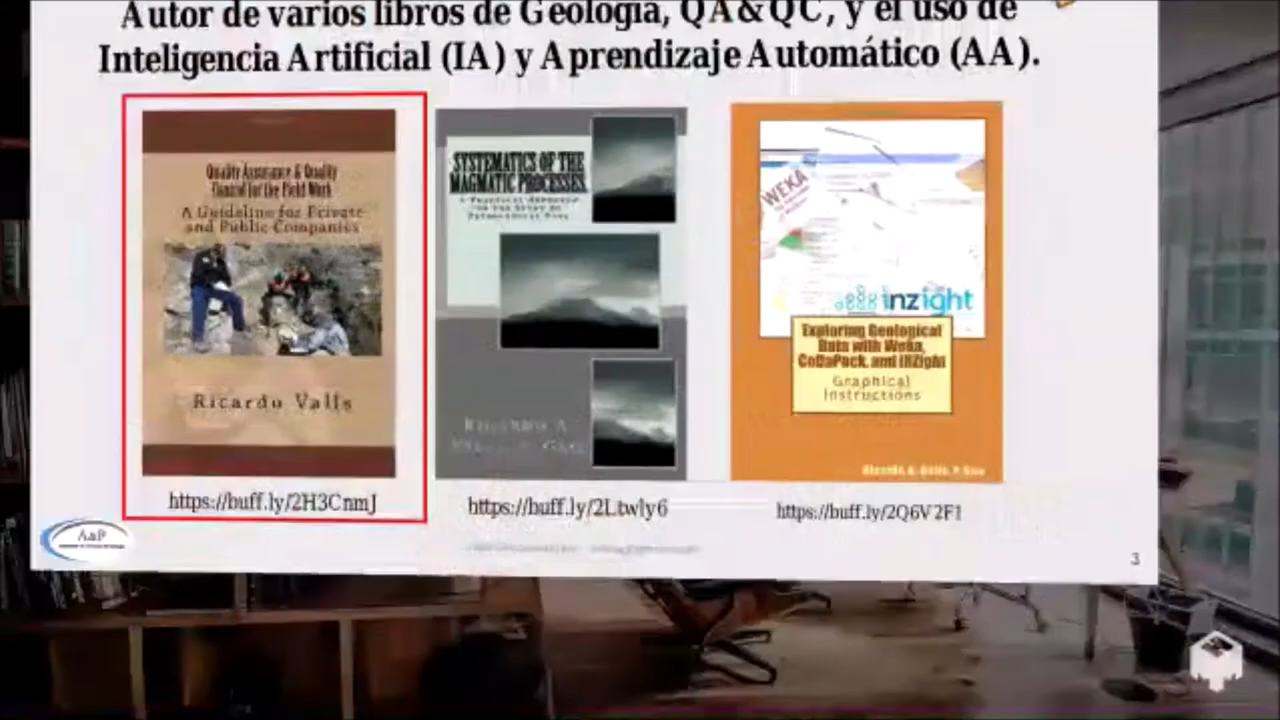 Autor de varios libros de Geología, QA&QC, y el uso de
Inteligencia Artificial (IA) y Aprendizaje Automático (AA).
Quality Assurance & Quality
Control for the Field Work
A Guideline for Private
and Public Companies
Ricardo Valls
https://buff.ly/2H3CnmJ
SYSTEMATICS OF THE
MAGMATIC PROCESSES
https://buff.ly/2Ltwly6
WEKA
inzight
Exploring Geological
Data with Weka,
CoDaPack, and iNZight
Graphical
Instructions
https://buff.ly/2Q6V2F1
A&P
3